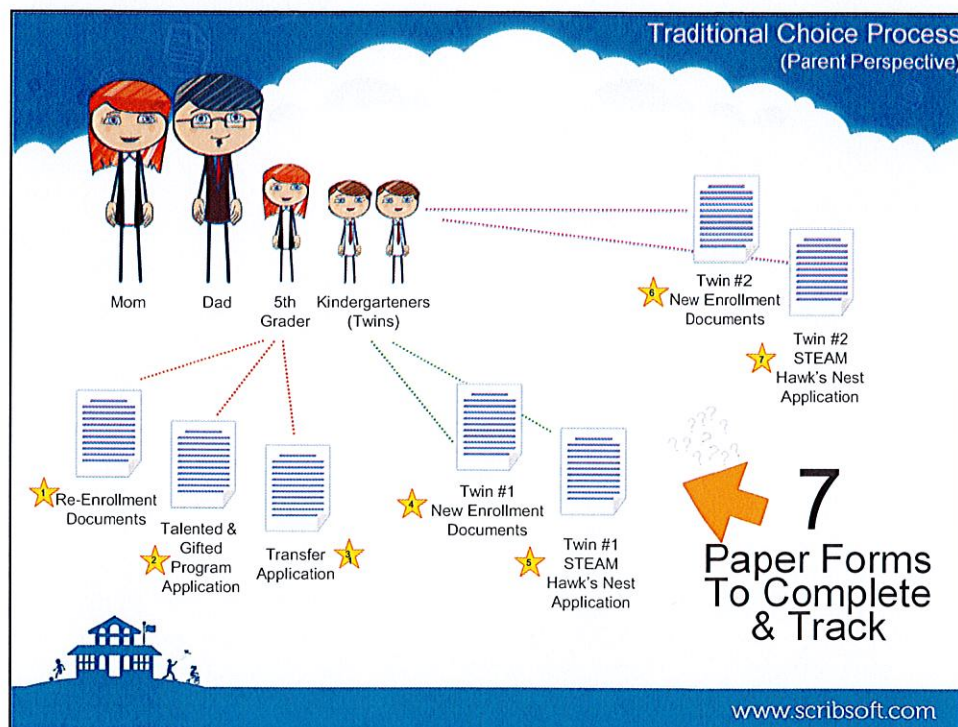 Traditional Choice Process
(Parent Perspective)
Mom
Dad
5th
Grader
Kindergarteners
(Twins)
6
Twin #2
New Enrollment
Documents
7
Twin #2
STEAM
Hawk's Nest
Application
1
Re-Enrollment
Documents
2
Talented &
Gifted
Program
Application
Transfer
Application
3
4
Twin #1
New Enrollment
Documents
5
Twin #1
STEAM
Hawk's Nest
Application
???
????
??????
7
Paper Forms
To Complete
& Track
www.scribsoft.com